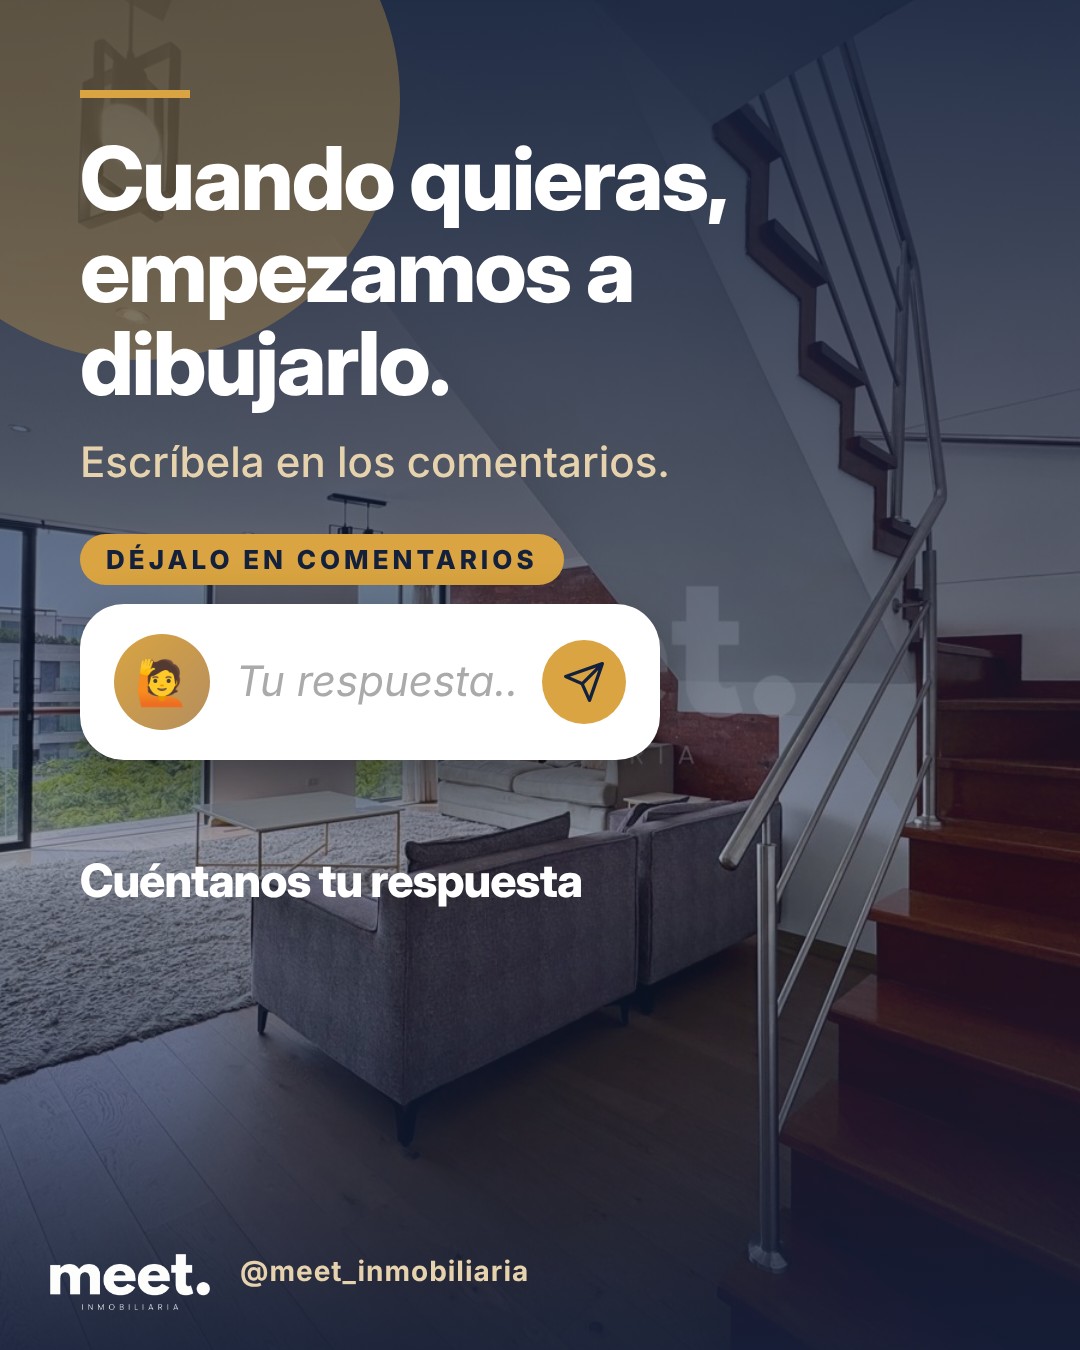 Cuando quieras,
empezamos a
dibujarlo.
Escríbela en los comentarios.
DÉJALO EN COMENTARIOS
Tu respuesta..
Cuéntanos tu respuesta
meet.
INMOBILIARIA
@meet_inmobiliaria